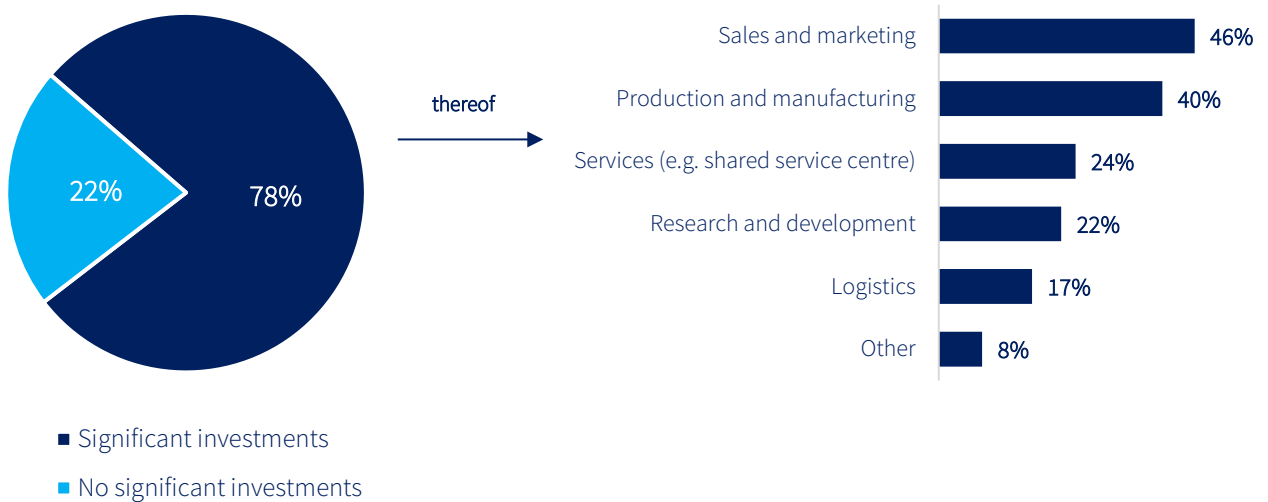 22%
78%
Significant investments
No significant investments
thereof
Sales and marketing 46%
Production and manufacturing 40%
Services (e.g. shared service centre) 24%
Research and development 22%
Logistics 17%
Other 8%